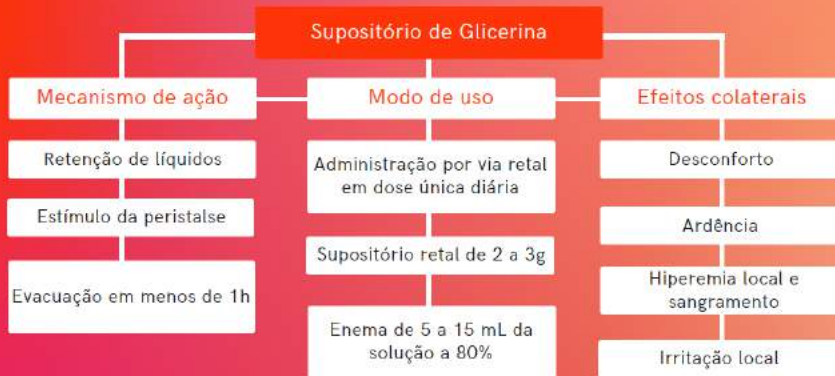 Supositório de Glicerina
Mecanismo de ação
Retenção de líquidos
Estímulo da peristalse
Evacuação em menos de 1h
Modo de uso
Administração por via retal
em dose única diária
Supositório retal de 2 a 3g
Enema de 5 a 15 mL da
solução a 80%
Efeitos colaterais
Desconforto
Ardência
Hiperemia local e
sangramento
Irritação local